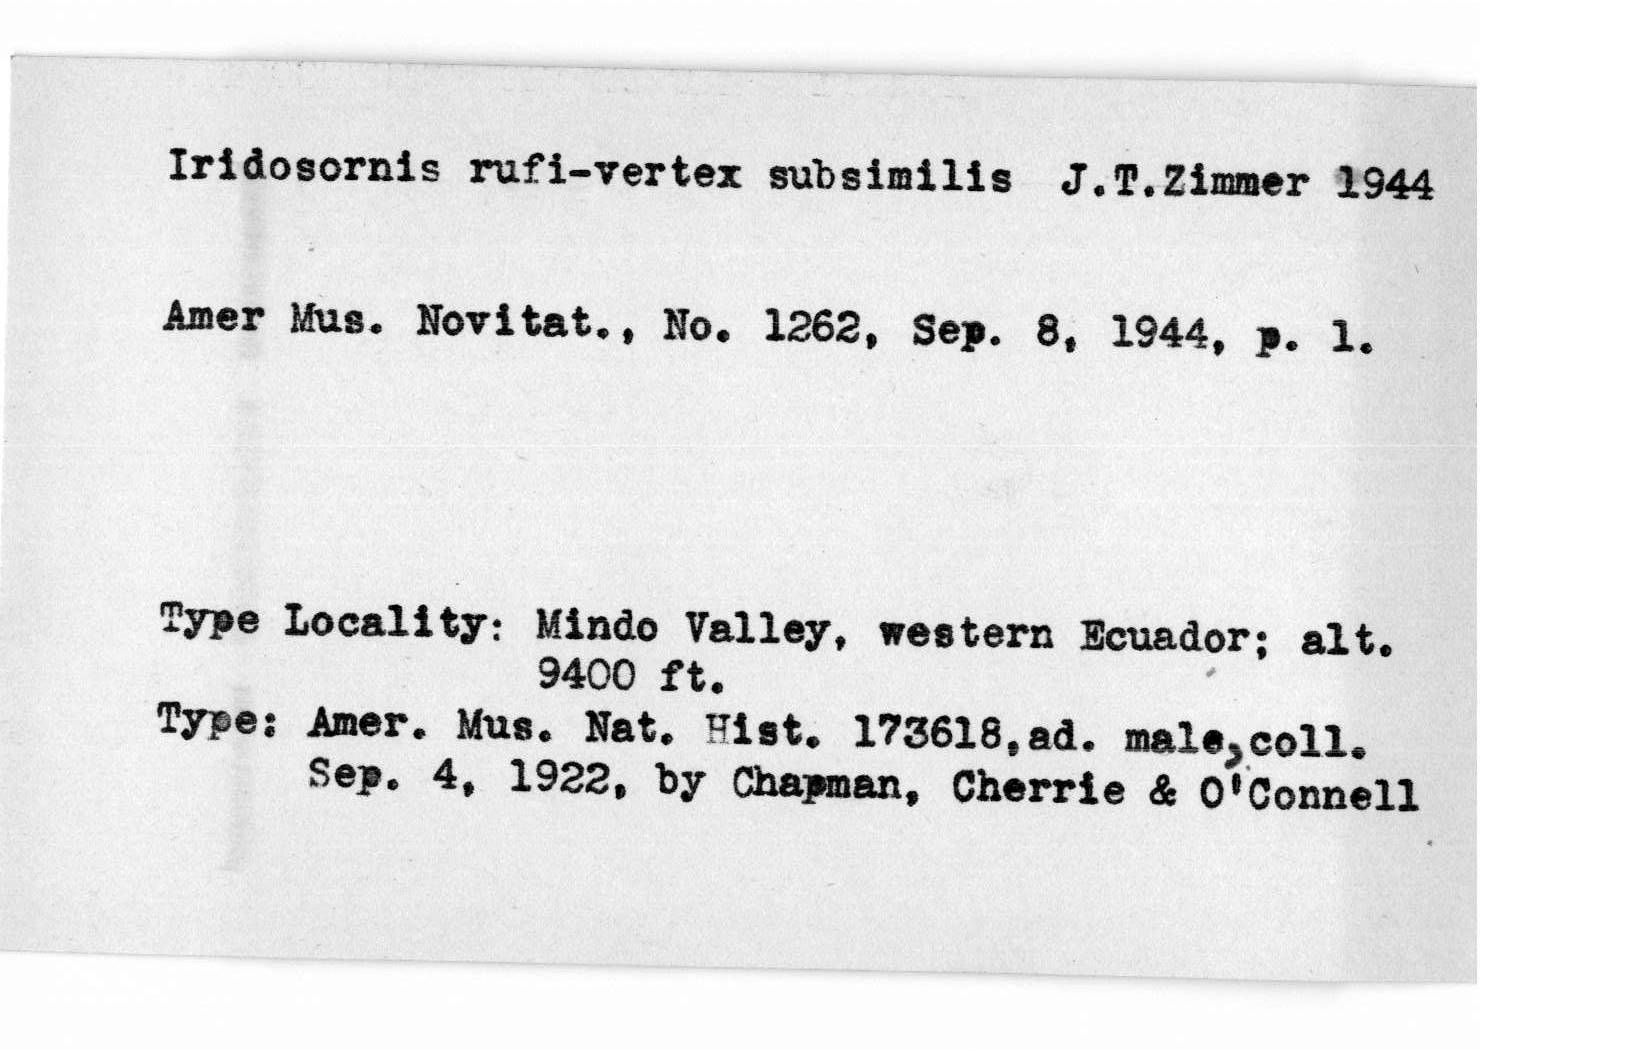 Iridosornis rufi-vertex subsimilis J.T.Zimmer 1944
Amer Mus. Novitat., No. 1262, Sep. 8, 1944, p. 1.
Type Locality: Mindo Valley, western Ecuador; alt.
9400 ft.
Type: Amer. Mus. Nat. Hist. 173618,ad. male,coll.
Sep. 4, 1922, by Chapman, Cherrie & O'Connell